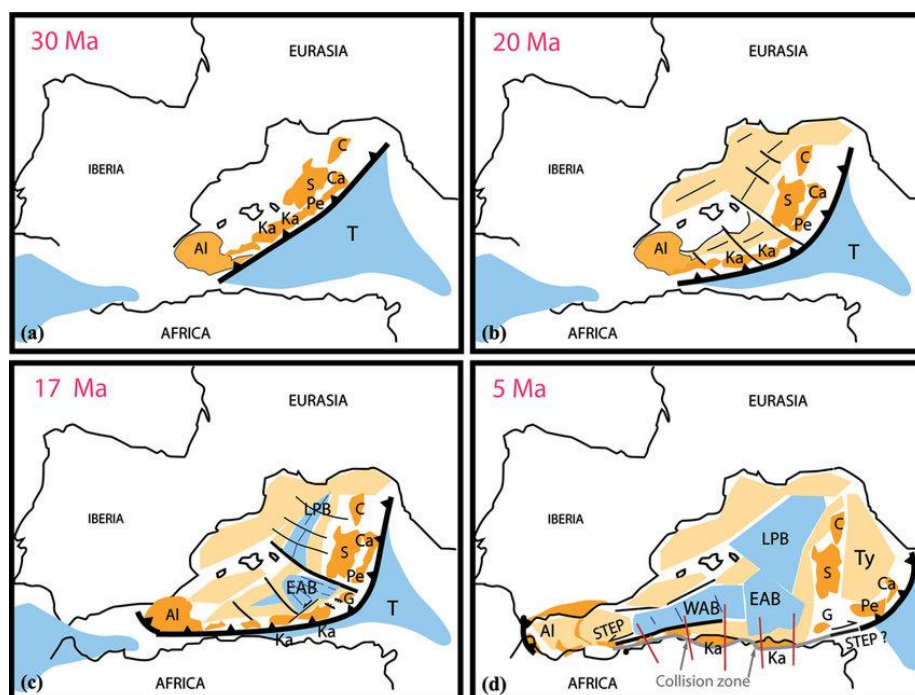 30 Ma
EURASIA
IBERIA
C
S
Ca
Pe
Ka
Ka
Al
T
(a)
AFRICA
20 Ma
EURASIA
IBERIA
C
S
Ca
Pe
Al
Ka
Ka
T
(b)
AFRICA
17 Ma
EURASIA
LPB
C
IBERIA
Ca
S
Pe
EAB
G
Al
T
Ka
Ka
(c)
AFRICA
5 Ma
EURASIA
IBERIA
C
LPB
Ty
S
Ca
EAB
Pe
WAB
G
Al
STEP
STEP ?
Ka
Ka
Collision zone
(d)
AFRICA